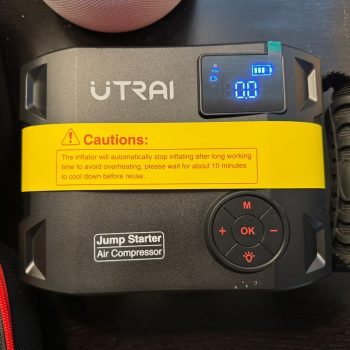 UTRAI
0.0
Cautions:
The inflator will automatically stop inflating after long working
time to avoid overheating, please wait for about 10 minutes
to cool down before reuse.
M
+ OK −
Jump Starter
Air Compressor